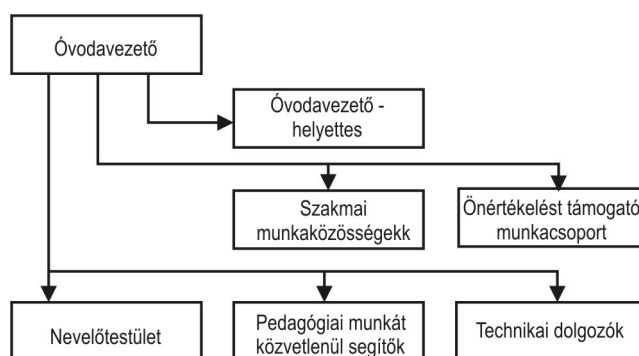 Óvodavezető
Óvodavezető -
helyettes
Szakmai
munkaközösségekk
Önértékelést támogató
munkacsoport
Nevelőtestület
Pedagógiai munkát
közvetlenül segítők
Technikai dolgozók